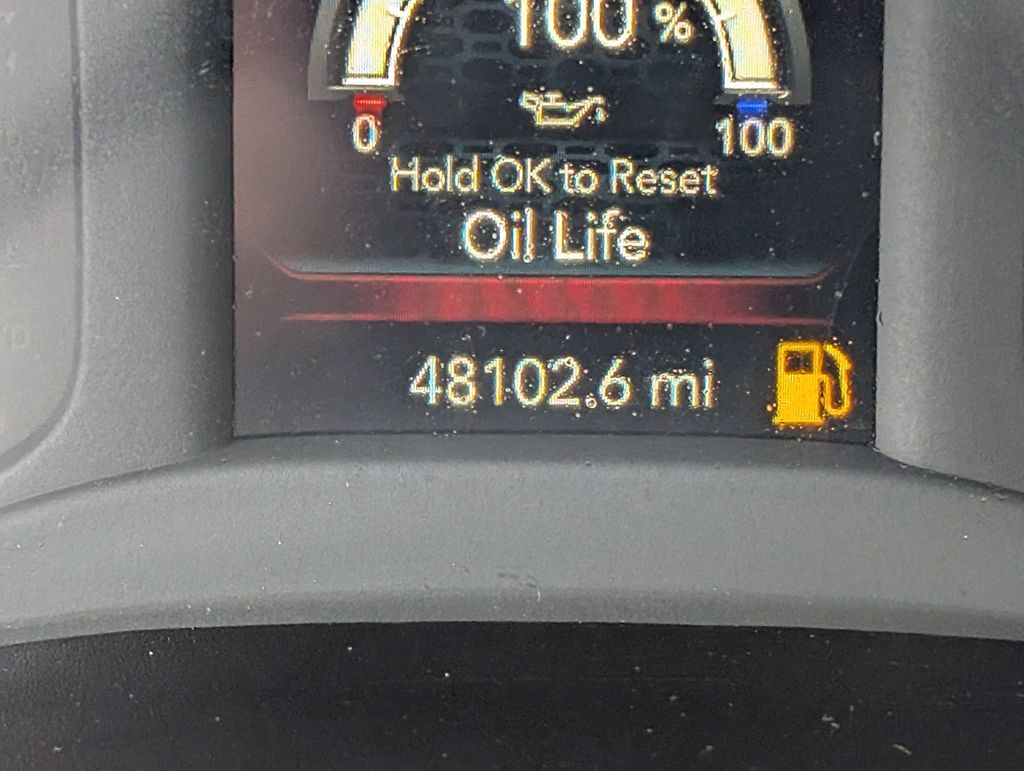 100 %
0
100
Hold OK to Reset
Oil Life
48102.6 mi